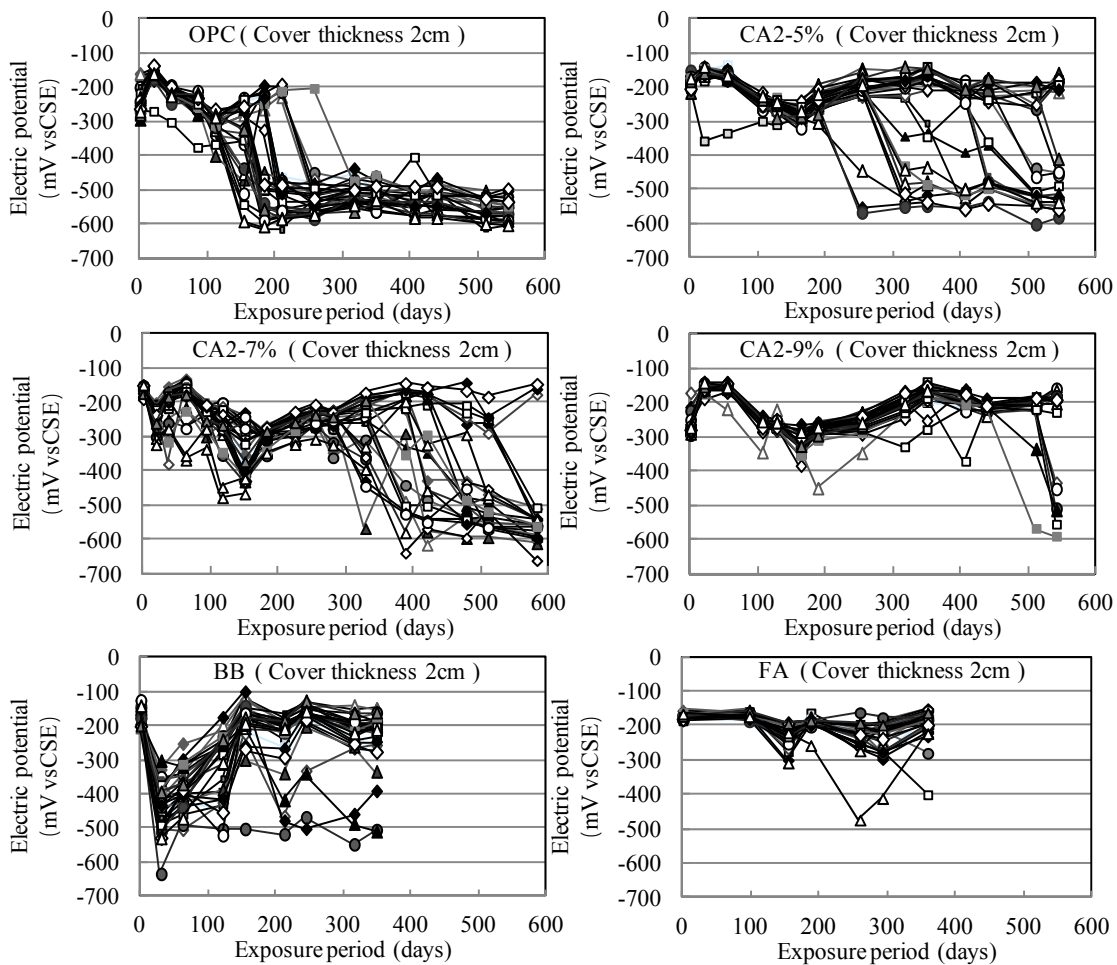 OPC ( Cover thickness 2cm )
0
-100
-200
-300
-400
-500
-600
-700
Electric potential
(mV vsCSE)
0 100 200 300 400 500 600
Exposure period (days)
CA2-5% ( Cover thickness 2cm )
0
-100
-200
-300
-400
-500
-600
-700
Electric potential
(mV vsCSE)
0 100 200 300 400 500 600
Exposure period (days)
CA2-7% ( Cover thickness 2cm )
0
-100
-200
-300
-400
-500
-600
-700
Electric potential
(mV vsCSE)
0 100 200 300 400 500 600
Exposure period (days)
CA2-9% ( Cover thickness 2cm )
0
-100
-200
-300
-400
-500
-600
-700
Electric potential
(mV vsCSE)
0 100 200 300 400 500 600
Exposure period (days)
BB ( Cover thickness 2cm )
0
-100
-200
-300
-400
-500
-600
-700
Electric potential
(mV vsCSE)
0 100 200 300 400 500 600
Exposure period (days)
FA (Cover thickness 2cm )
0
-100
-200
-300
-400
-500
-600
-700
Electric potential
(mV vsCSE)
0 100 200 300 400 500 600
Exposure period (days)